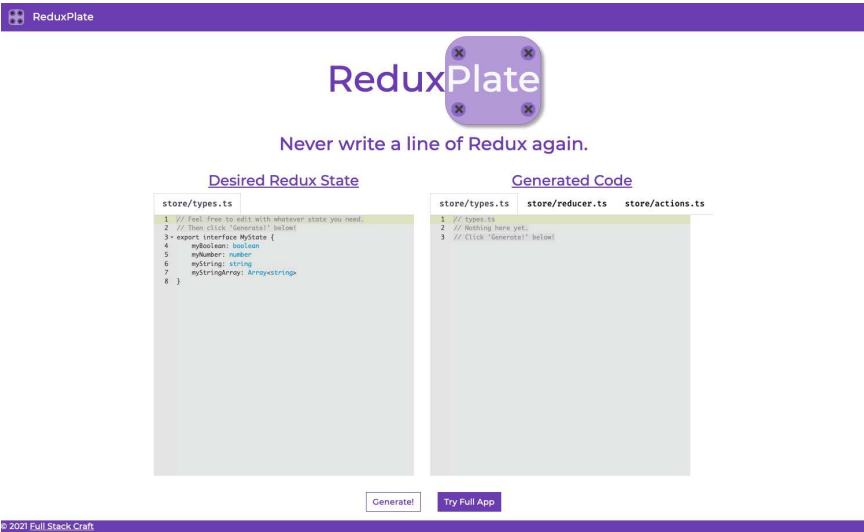 ReduxPlate
ReduxPlate
Never write a line of Redux again.
Desired Redux State
store/types.ts
1 // Feel free to edit with whatever state you need.
2 // Then click 'Generate!' below!
3 export interface MyState {
4 myBoolean: boolean
5 myNumber: number
6 myString: string
7 myStringArray: Array<string>
8 }
Generated Code
store/types.ts store/reducer.ts store/actions.ts
1 // types.ts
2 // Nothing here yet.
3 // Click 'Generate!' below!
Generate! Try Full App
© 2021 Full Stack Craft